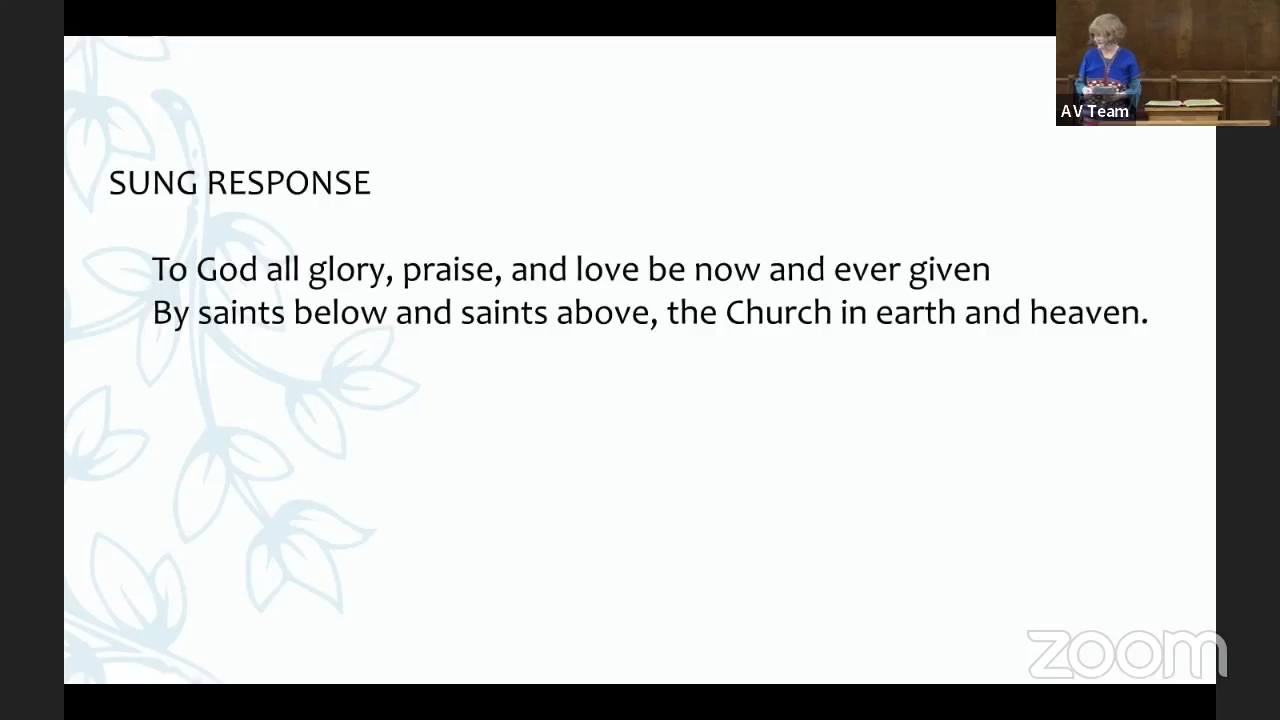 AV Team
SUNG RESPONSE
To God all glory, praise, and love be now and ever given
By saints below and saints above, the Church in earth and heaven.
zoom